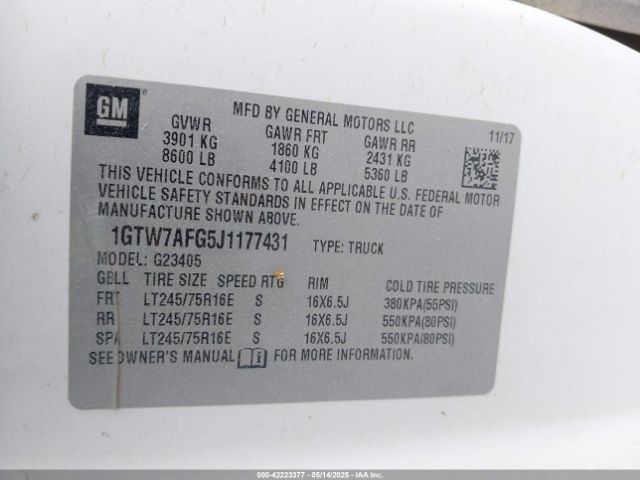 GM
MFD BY GENERAL MOTORS LLC
GVWR GAWR FRT GAWR RR 11/17
3901 KG 1860 KG 2431 KG
8600 LB 4100 LB 5360 LB
THIS VEHICLE CONFORMS TO ALL APPLICABLE U.S. FEDERAL MOTOR
VEHICLE SAFETY STANDARDS IN EFFECT ON THE DATE OF
MANUFACTURE SHOWN ABOVE.
1GTW7AFG5J1177431 TYPE: TRUCK
MODEL: G23405
GBLL TIRE SIZE SPEED RTG RIM COLD TIRE PRESSURE
FRT LT245/75R16E S 16X6.5J 380KPA(55PSI)
RR LT245/75R16E S 16X6.5J 550KPA(80PSI)
SPA LT245/75R16E S 16X6.5J 550KPA(80PSI)
SEE OWNER'S MANUAL i FOR MORE INFORMATION.
000-42223377 - 05/14/2025 - IAA Inc.